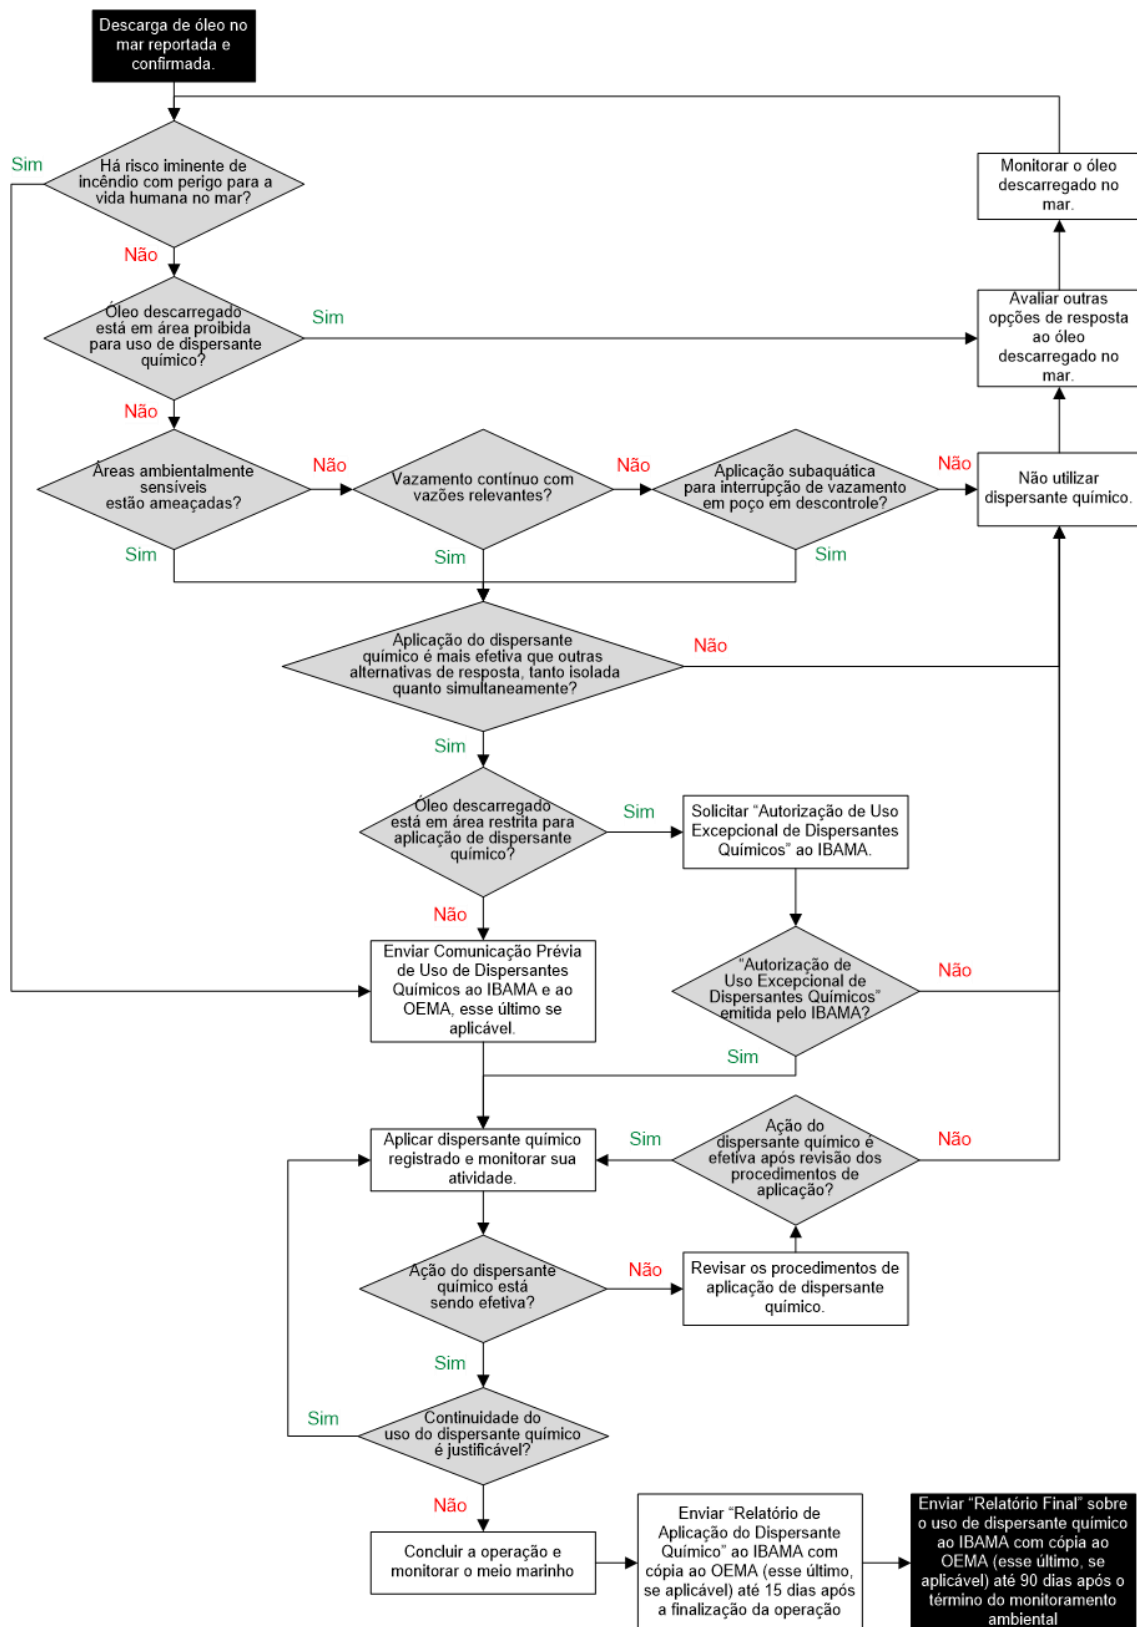 Descarga de óleo no
mar reportada e
confirmada.
Sim
Há risco iminente de
incêndio com perigo para a
vida humana no mar?
Monitorar o óleo
descarregado no
mar.
Não
Óleo descarregado
está em área proibida
para uso de dispersante
químico?
Sim
Avaliar outras
opções de resposta
ao óleo
descarregado no
mar.
Não
Áreas ambientalmente
sensíveis
estão ameaçadas?
Não
Vazamento contínuo com
vazões relevantes?
Não
Aplicação subaquática
para interrupção de vazamento
em poço em descontrole?
Não
Não utilizar
dispersante químico.
Sim
Sim
Sim
Aplicação do dispersante
químico é mais efetiva que outras
alternativas de resposta, tanto isolada
quanto simultaneamente?
Não
Sim
Óleo descarregado
está em área restrita para
aplicação de dispersante
químico?
Sim
Solicitar “Autorização de Uso
Excepcional de Dispersantes
Químicos” ao IBAMA.
Não
Enviar Comunicação Prévia
de Uso de Dispersantes
Químicos ao IBAMA e ao
OEMA, esse último se
aplicável.
“Autorização de
Uso Excepcional de
Dispersantes Químicos”
emitida pelo IBAMA?
Não
Sim
Aplicar dispersante químico
registrado e monitorar sua
atividade.
Sim
Ação do
dispersante químico é
efetiva após revisão dos
procedimentos de
aplicação?
Não
Ação do dispersante
químico está
sendo efetiva?
Não
Revisar os procedimentos de
aplicação de dispersante
químico.
Sim
Sim
Continuidade do
uso do dispersante químico
é justificável?
Não
Concluir a operação e
monitorar o meio marinho
Enviar “Relatório de
Aplicação do Dispersante
Químico” ao IBAMA com
cópia ao OEMA (esse último,
se aplicável) até 15 dias após
a finalização da operação
Enviar “Relatório Final” sobre
o uso de dispersante químico
ao IBAMA com cópia ao
OEMA (esse último, se
aplicável) até 90 dias após o
término do monitoramento
ambiental